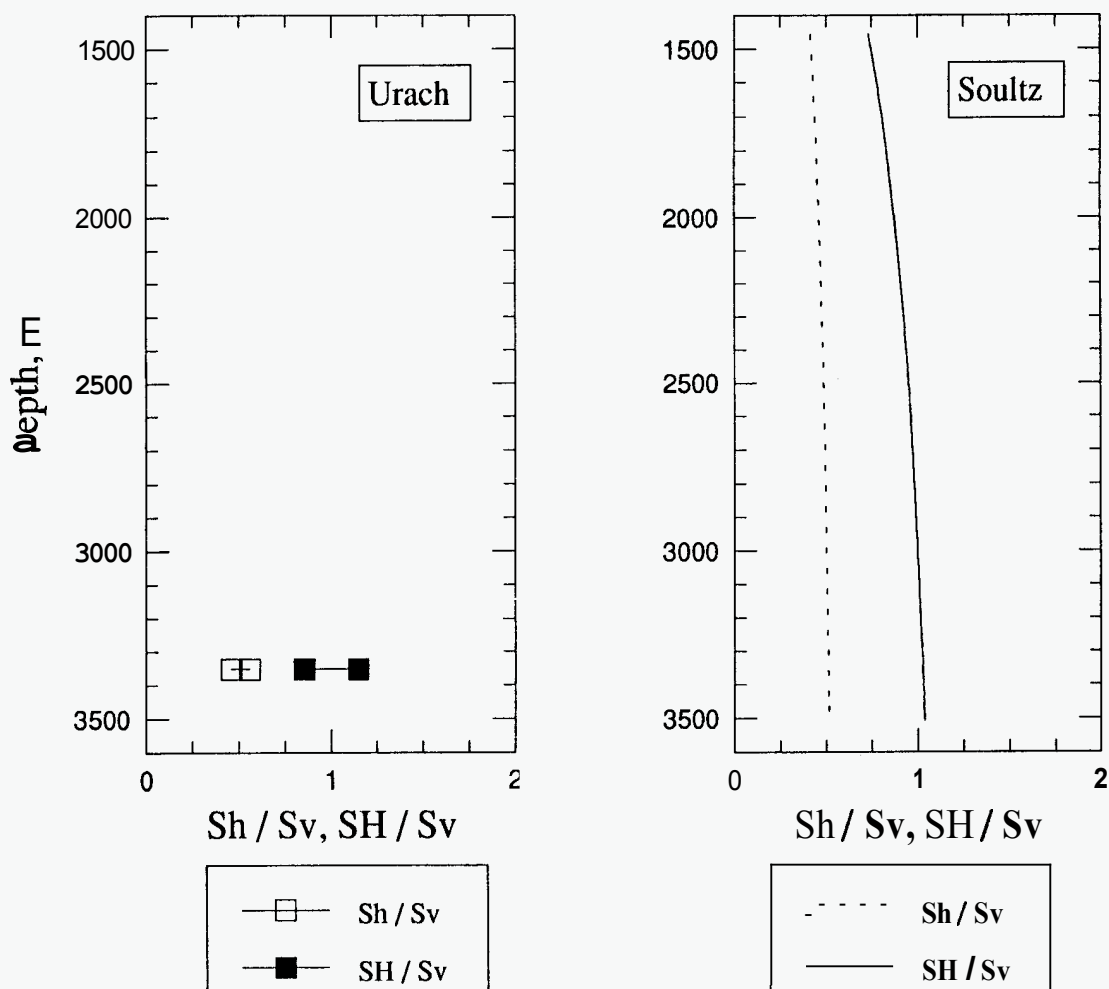 Urach
1500
2000
2500
3000
3500
Depth, m
0 1 2
Sh / Sv, SH / Sv
Sh / Sv
SH / Sv
Soultz
1500
2000
2500
3000
3500
0 1 2
Sh / Sv, SH / Sv
Sh / Sv
SH / Sv